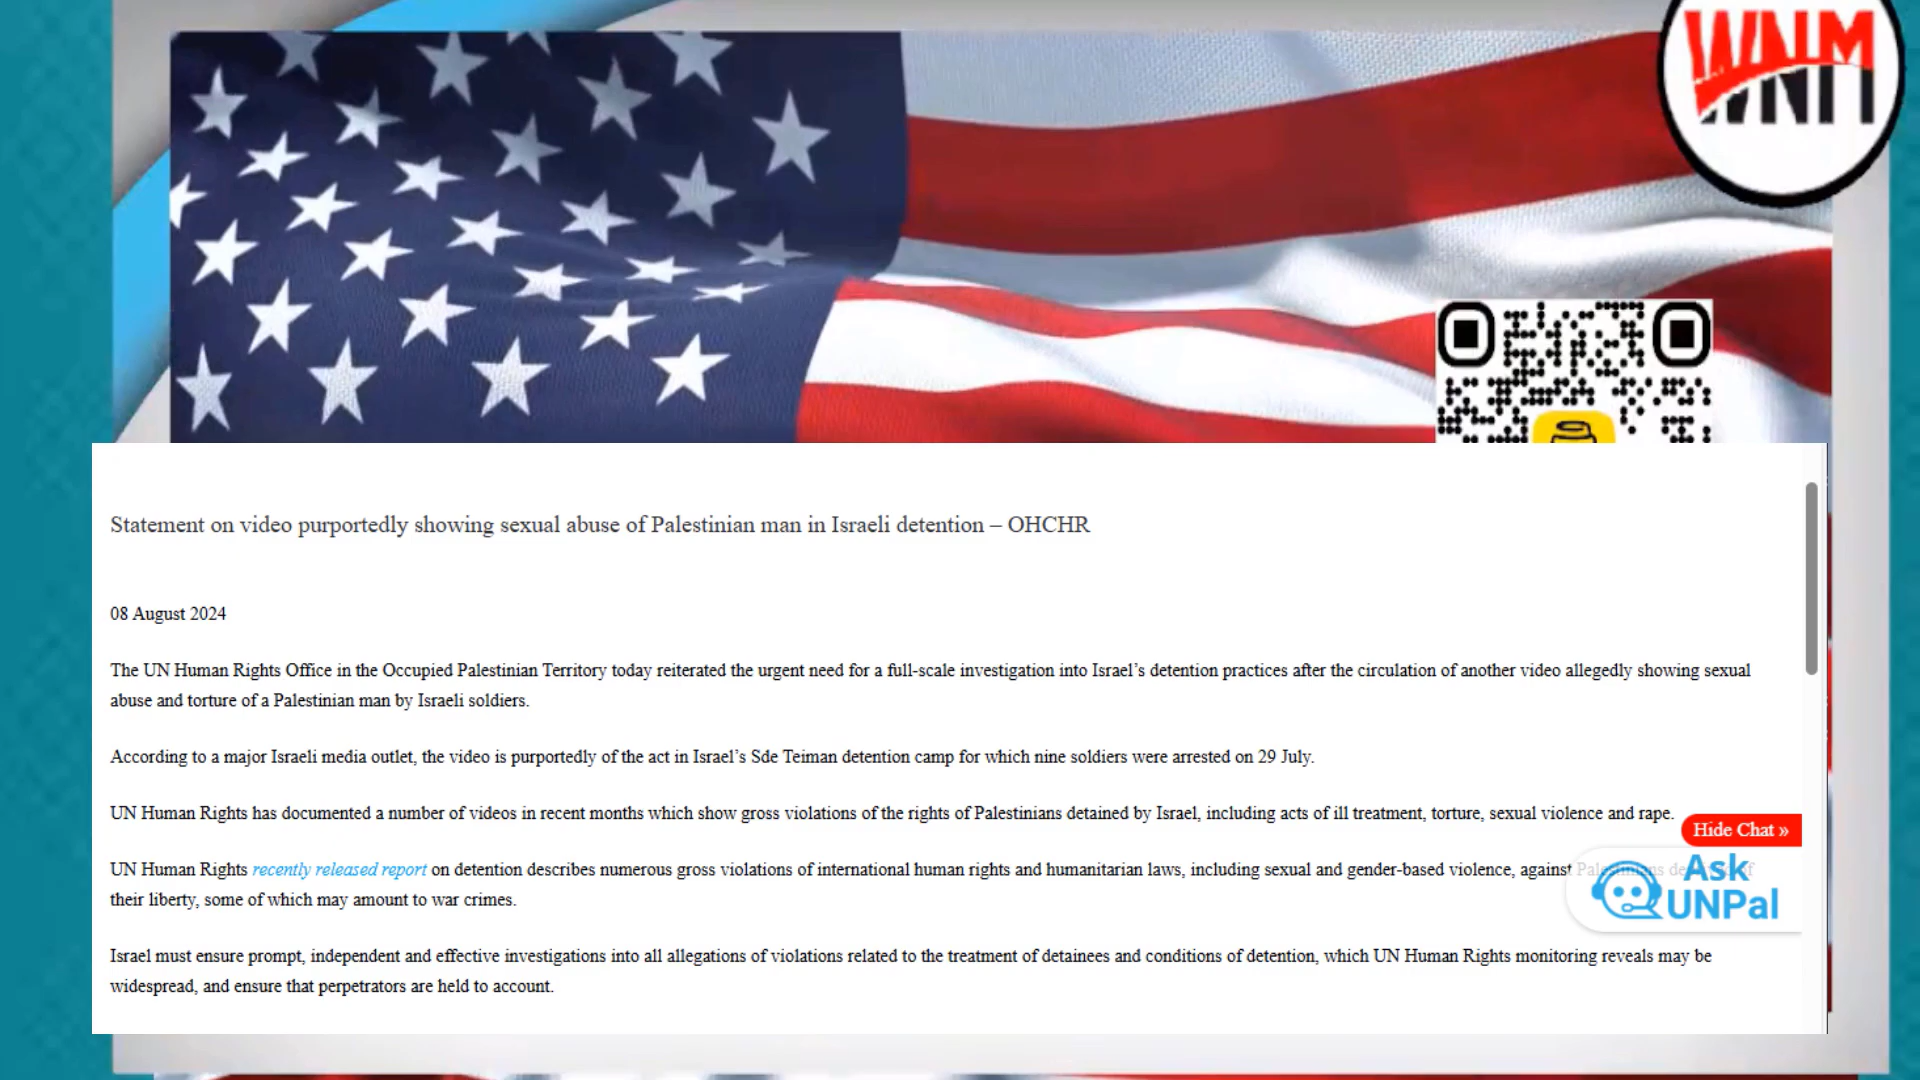 WNM
Statement on video purportedly showing sexual abuse of Palestinian man in Israeli detention – OHCHR
08 August 2024
The UN Human Rights Office in the Occupied Palestinian Territory today reiterated the urgent need for a full-scale investigation into Israel’s detention practices after the circulation of another video allegedly showing sexual
abuse and torture of a Palestinian man by Israeli soldiers.
According to a major Israeli media outlet, the video is purportedly of the act in Israel’s Sde Teiman detention camp for which nine soldiers were arrested on 29 July.
UN Human Rights has documented a number of videos in recent months which show gross violations of the rights of Palestinians detained by Israel, including acts of ill treatment, torture, sexual violence and rape.
Hide Chat »
UN Human Rights recently released report on detention describes numerous gross violations of international human rights and humanitarian laws, including sexual and gender-based violence, against Palestinians
their liberty, some of which may amount to war crimes.
Ask
UNPal
Israel must ensure prompt, independent and effective investigations into all allegations of violations related to the treatment of detainees and conditions of detention, which UN Human Rights monitoring reveals may be
widespread, and ensure that perpetrators are held to account.